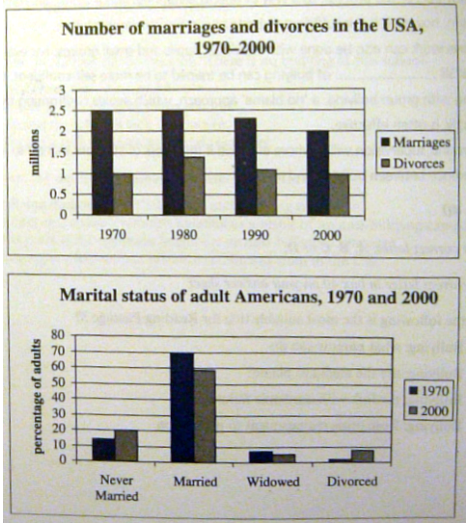 Number of marriages and divorces in the USA,
1970–2000
millions
3
2.5
2
1.5
1
0.5
0
1970 1980 1990 2000
Marriages
Divorces
Marital status of adult Americans, 1970 and 2000
percentage of adults
80
70
60
50
40
30
20
10
0
Never Married Widowed Divorced
Married
1970
2000